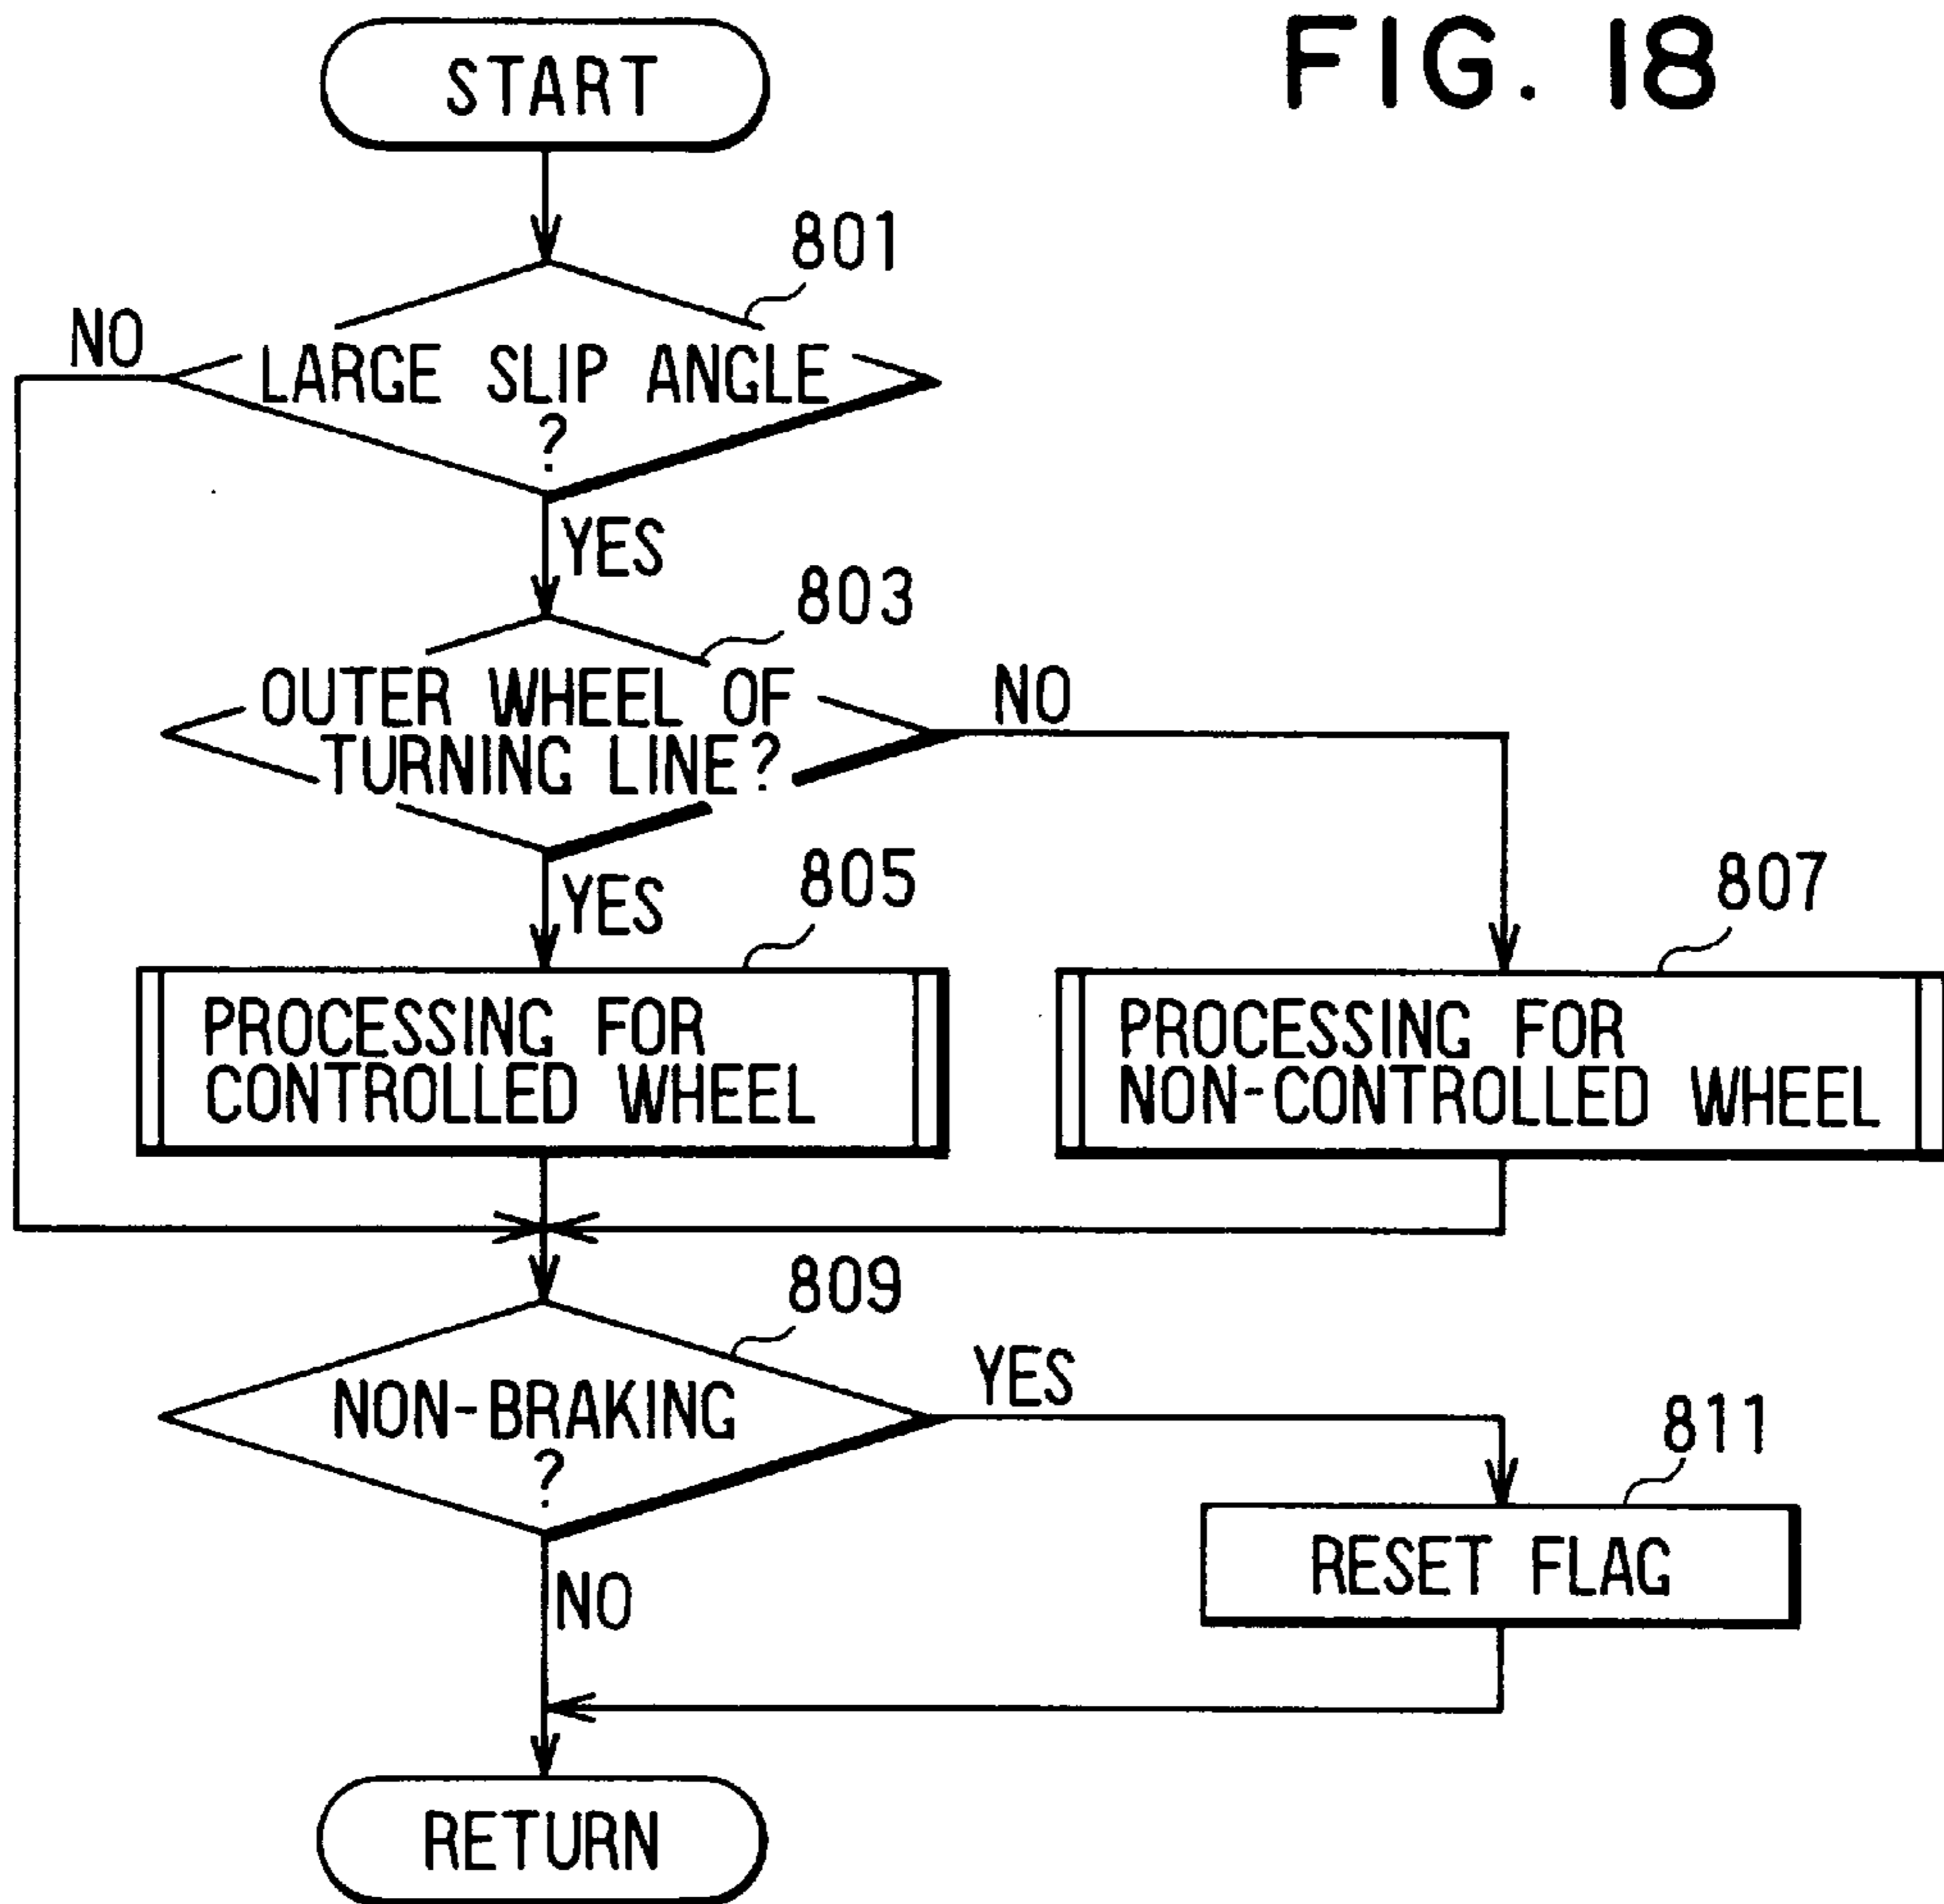 FIG. 18
START
801
NO
LARGE SLIP ANGLE
?
YES
803
OUTER WHEEL OF
TURNING LINE?
NO
YES
805
807
PROCESSING FOR
CONTROLLED WHEEL
PROCESSING FOR
NON-CONTROLLED WHEEL
809
NON-BRAKING
?
YES
811
RESET FLAG
NO
RETURN